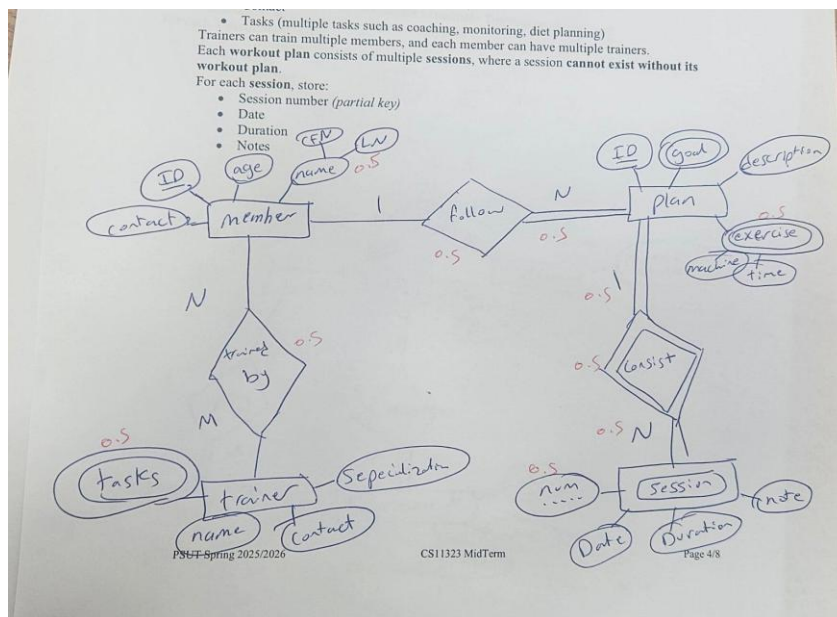 • Tasks (multiple tasks such as coaching, monitoring, diet planning)
Trainers can train multiple members, and each member can have multiple trainers.
Each workout plan consists of multiple sessions, where a session cannot exist without its
workout plan.
For each session, store:
• Session number (partial key)
• Date
• Duration
• Notes
FN
LN
ID
age
name
0.5
contact
member
1
follow
0.5
N
0.5
ID
goal
description
plan
0.5
exercise
machine
time
N
trained
by
0.5
M
0.5
1
0.5
consist
0.5
N
0.5
tasks
trainer
Sepecilization
name
contact
0.5
num
session
note
Date
Duration
PSUT-Spring 2025/2026
CS11323 MidTerm
Page 4/8